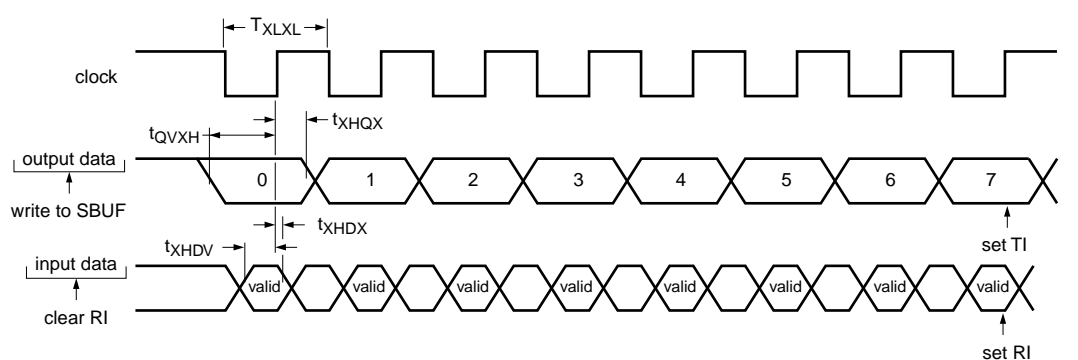 TXLXL
clock
tXHQX
tQVXH
output data
0 1 2 3 4 5 6 7
write to SBUF
tXHDX
set TI
tXHDV
input data
valid valid valid valid valid valid valid valid
clear RI
set RI